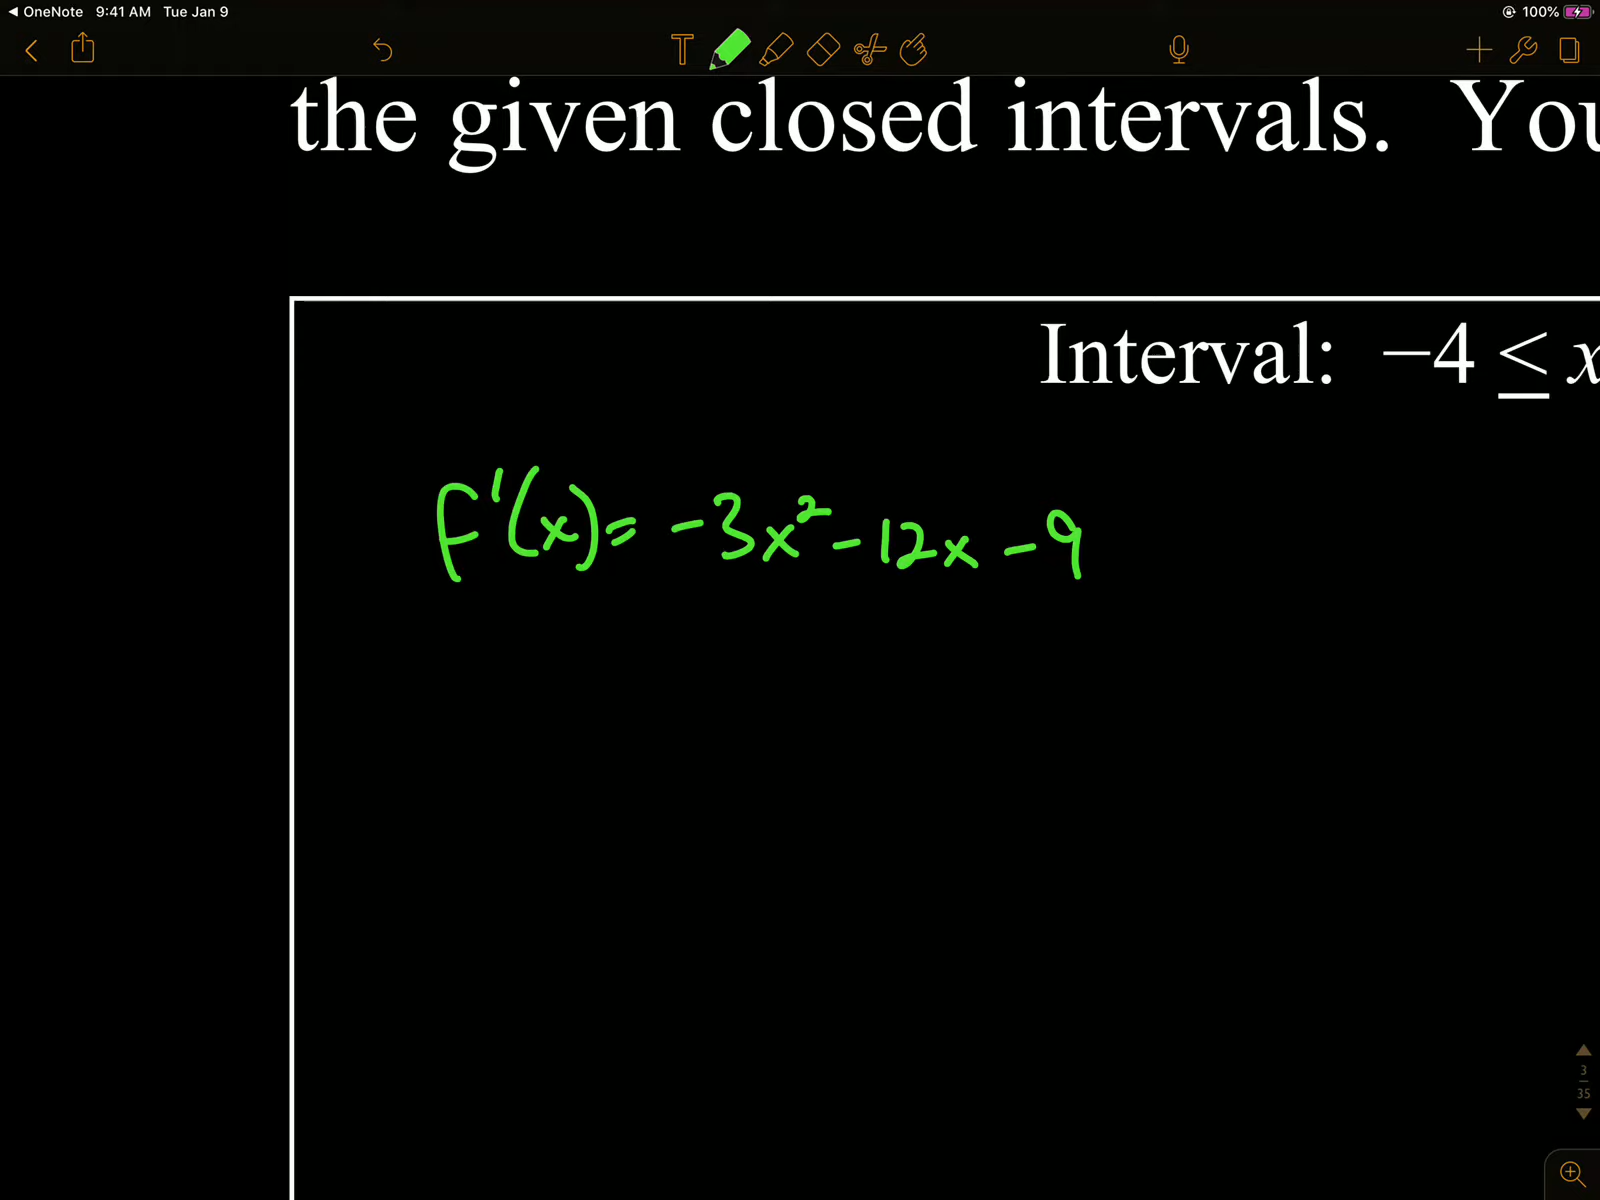 OneNote 9:41 AM Tue Jan 9 100%
the given closed intervals. You
Interval: −4 ≤ x
F'(x) = -3x² - 12x - 9
3
35